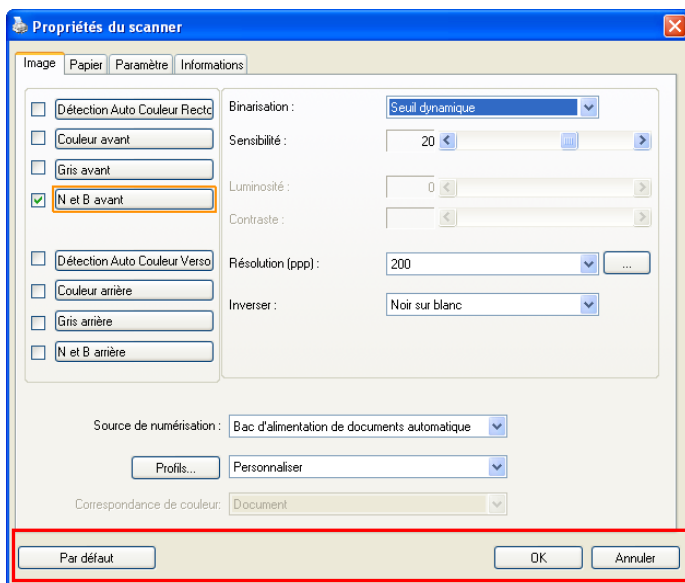 Propriétés du scanner
Image Papier Paramètre Informations
Détection Auto Couleur Recto
Couleur avant
Gris avant
N et B avant
Détection Auto Couleur Verso
Couleur arrière
Gris arrière
N et B arrière
Binarisation : Seuil dynamique
Sensibilité : 20
Luminosité : 0
Contraste :
Résolution (ppp) : 200 ...
Inverser : Noir sur blanc
Source de numérisation : Bac d'alimentation de documents automatique
Profils... Personnaliser
Correspondance de couleur: Document
Par défaut OK Annuler